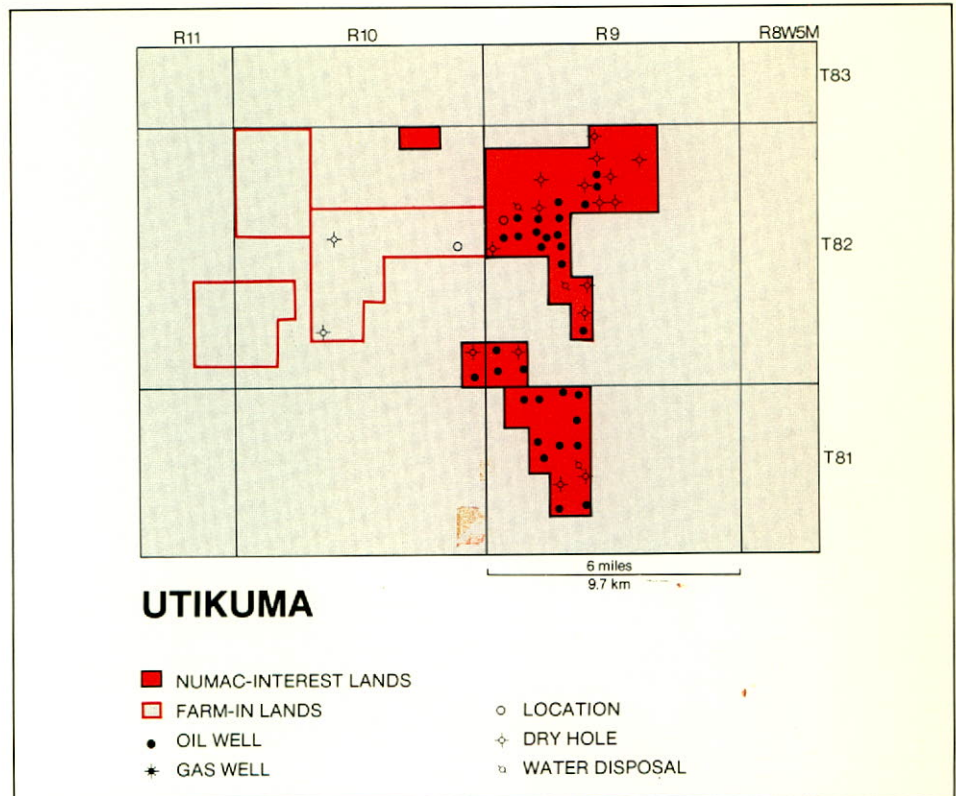 R11 R10 R9 R8W5M
T83
T82
T81
6 miles
9.7 km
UTIKUMA
NUMAC-INTEREST LANDS
FARM-IN LANDS
OIL WELL
GAS WELL
LOCATION
DRY HOLE
WATER DISPOSAL